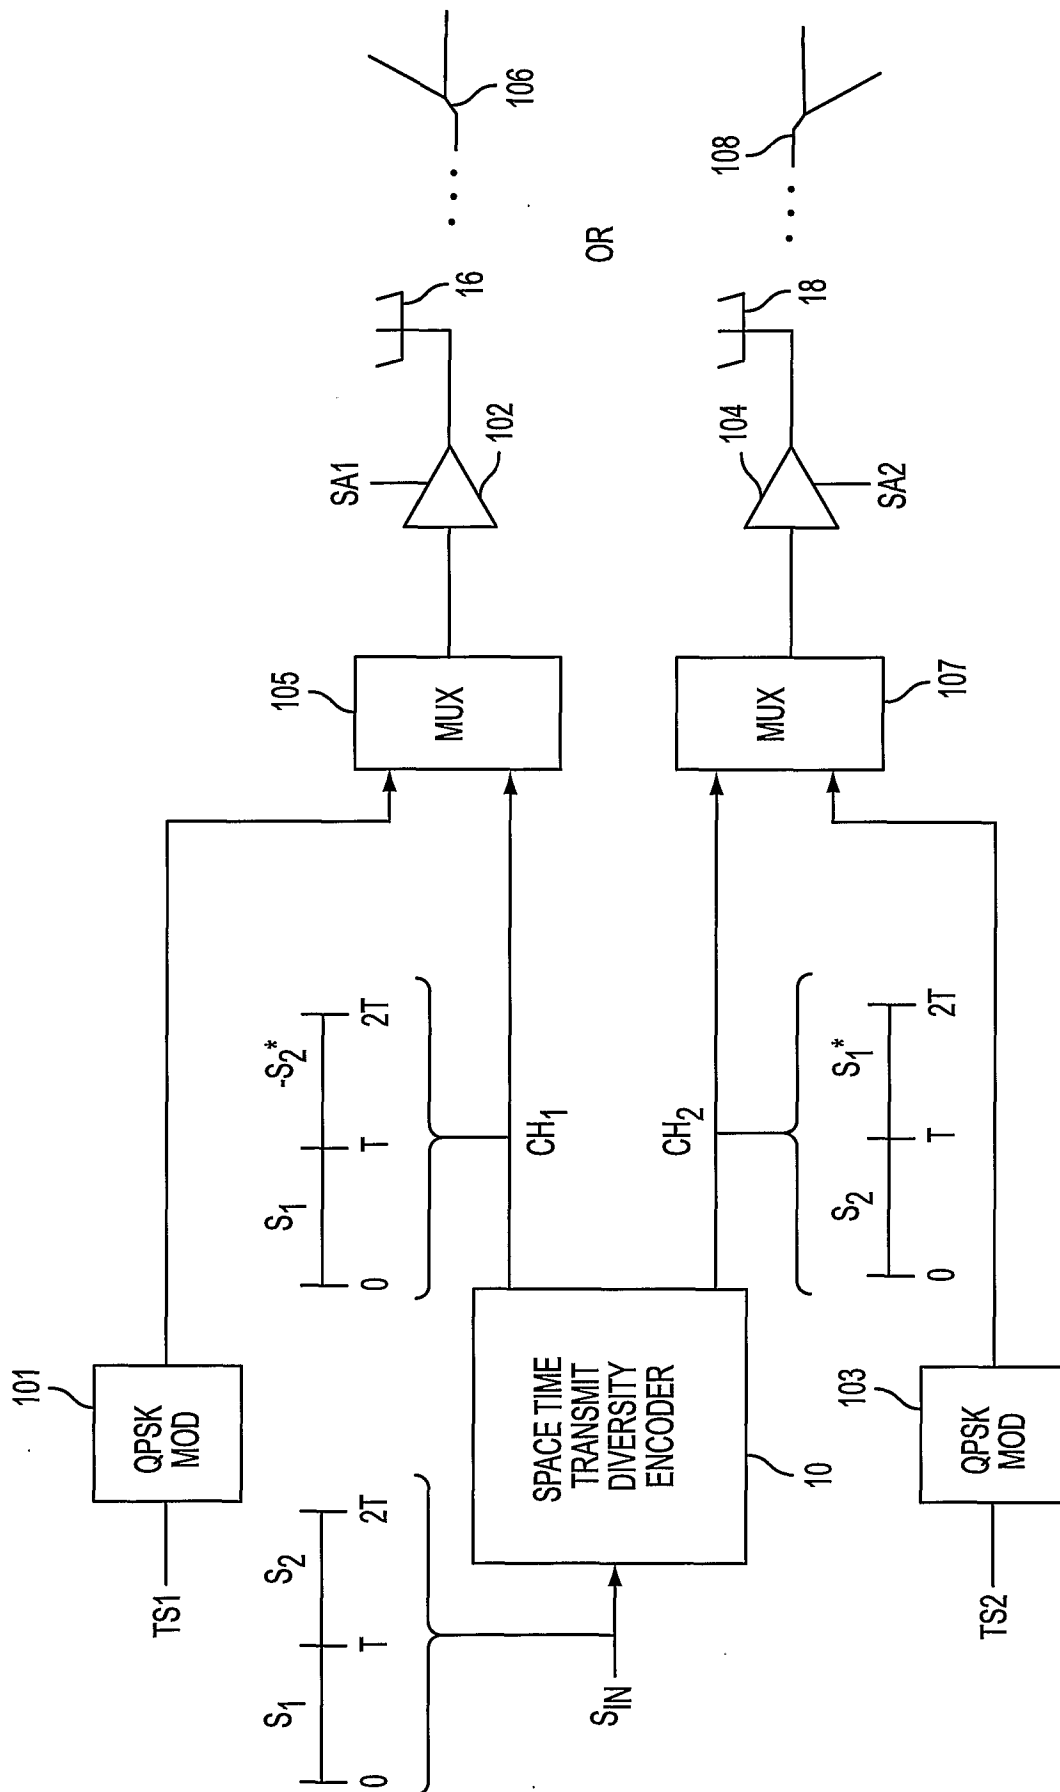 TS1
QPSK
MOD
101
S1
S2
0
T
2T
SIN
SPACE TIME
TRANSMIT
DIVERSITY
ENCODER
10
S1
-S2*
0
T
2T
CH1
CH2
S2
S1*
0
T
2T
TS2
QPSK
MOD
103
MUX
105
MUX
107
SA1
102
104
SA2
16
18
OR
106
108